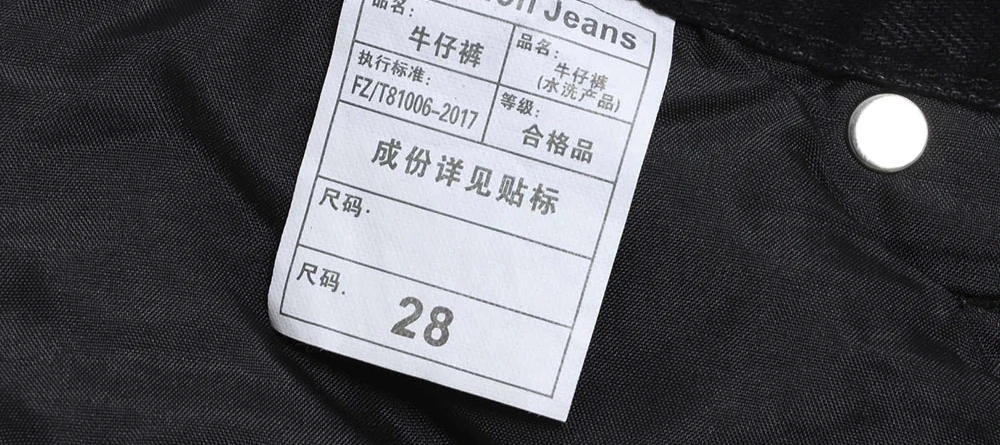 Jeans
品名:
牛仔裤
品名:
牛仔裤
(水洗产品)
执行标准:
FZ/T81006-2017
等级:
合格品
成份详见贴标
尺码.
尺码.
28